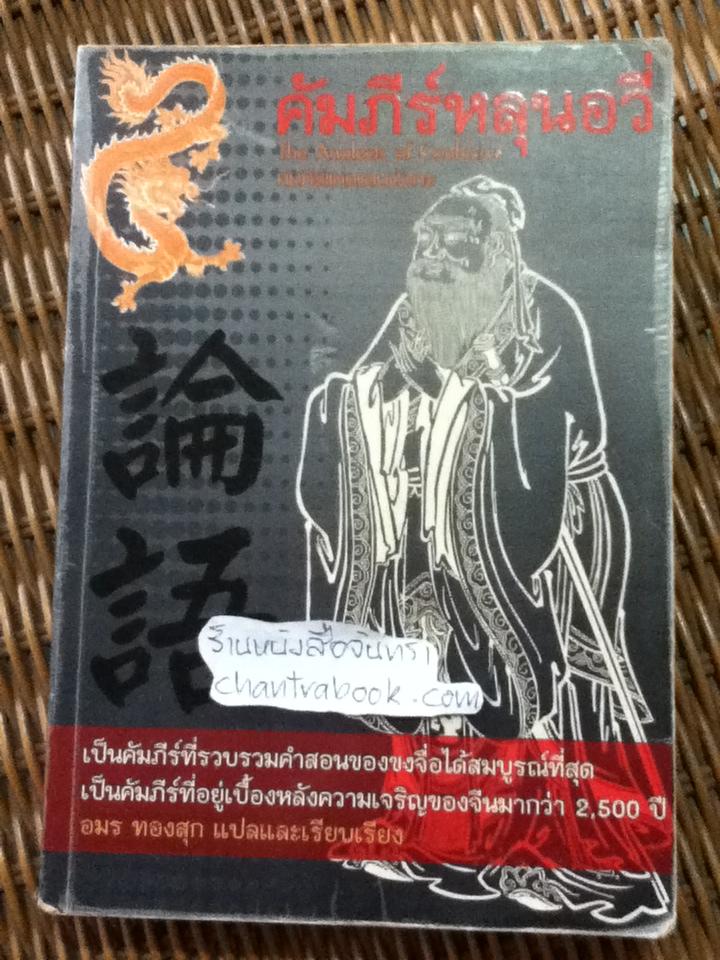 คัมภีร์หลุนอวี่
The Analects of Confucius
論
語
ร้านหนังสือจันทรา
chantrabook.com
เป็นคัมภีร์ที่รวบรวมคำสอนของขงจื่อได้สมบูรณ์ที่สุด
เป็นคัมภีร์ที่อยู่เบื้องหลังความเจริญของจีนมากว่า 2,500 ปี
อมร ทองสุก แปลและเรียบเรียง